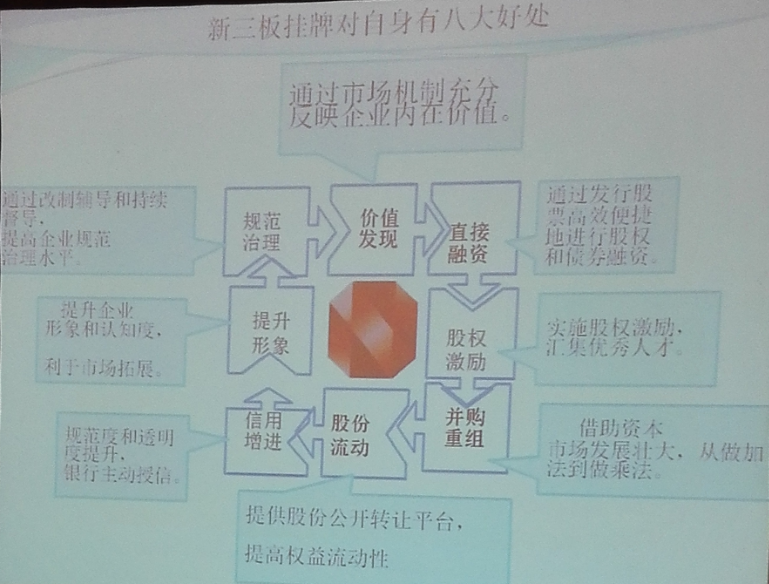 新三板挂牌对自身有八大好处
通过市场机制充分
反映企业内在价值。
通过改制辅导和持续
督导，
提高企业规范
治理水平。
规范
治理
价值
发现
直接
融资
通过发行股
票高效便捷
地进行股权
和债券融资。
提升企业
形象和认知度，
利于市场拓展。
提升
形象
股权
激励
实施股权激励，
汇集优秀人才。
规范度和透明
度提升，
银行主动授信。
信用
增进
股份
流动
并购
重组
借助资本
市场发展壮大，从做加
法到做乘法。
提供股份公开转让平台，
提高权益流动性